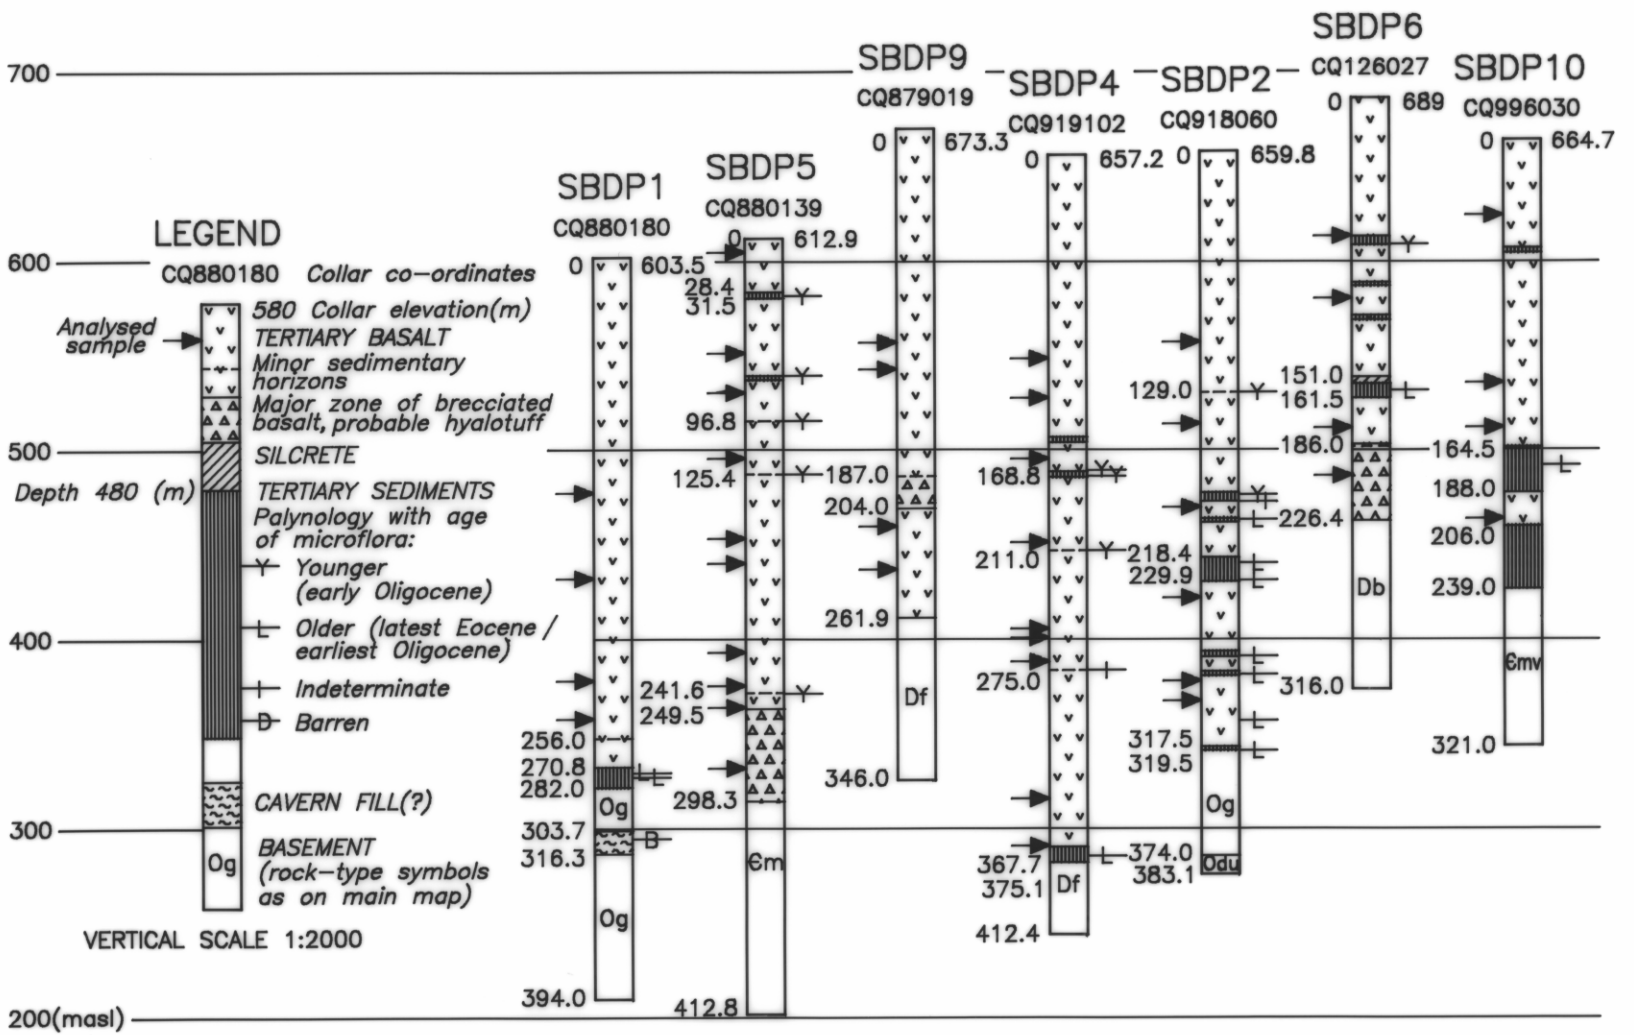 700
600
500
400
300
200(masl)
LEGEND
CQ880180 Collar co-ordinates
580 Collar elevation(m)
Analysed
sample
TERTIARY BASALT
Minor sedimentary
horizons
Major zone of brecciated
basalt, probable hyalotuff
SILCRETE
Depth 480 (m)
TERTIARY SEDIMENTS
Palynology with age
of microflora:
Y Younger
(early Oligocene)
L Older (latest Eocene/
earliest Oligocene)
I Indeterminate
B Barren
CAVERN FILL(?)
Og
BASEMENT
(rock-type symbols
as on main map)
VERTICAL SCALE 1:2000
SBDP1
CQ880180
0 603.5
256.0
270.8
L L
282.0
Og
303.7
B
316.3
Og
394.0
SBDP5
CQ880139
0 612.9
28.4
Y
31.5
Y
96.8 Y
125.4 Y
241.6 Y
249.5
298.3
Єm
412.8
SBDP9
CQ879019
0 673.3
187.0
204.0
261.9
Df
346.0
SBDP4
CQ919102
0 657.2
168.8 Y Y
211.0 Y
275.0 I
367.7 L
375.1 Df
412.4
SBDP2
CQ918060
0 659.8
129.0 Y
Y
I
L
218.4 L
229.9 L
L
L
L
317.5
L
319.5
Og
374.0
Odu
383.1
SBDP6
CQ126027
0 689
Y
151.0
L
161.5
186.0
226.4
Db
316.0
SBDP10
CQ996030
0 664.7
164.5
L
188.0
206.0
239.0
Єmv
321.0